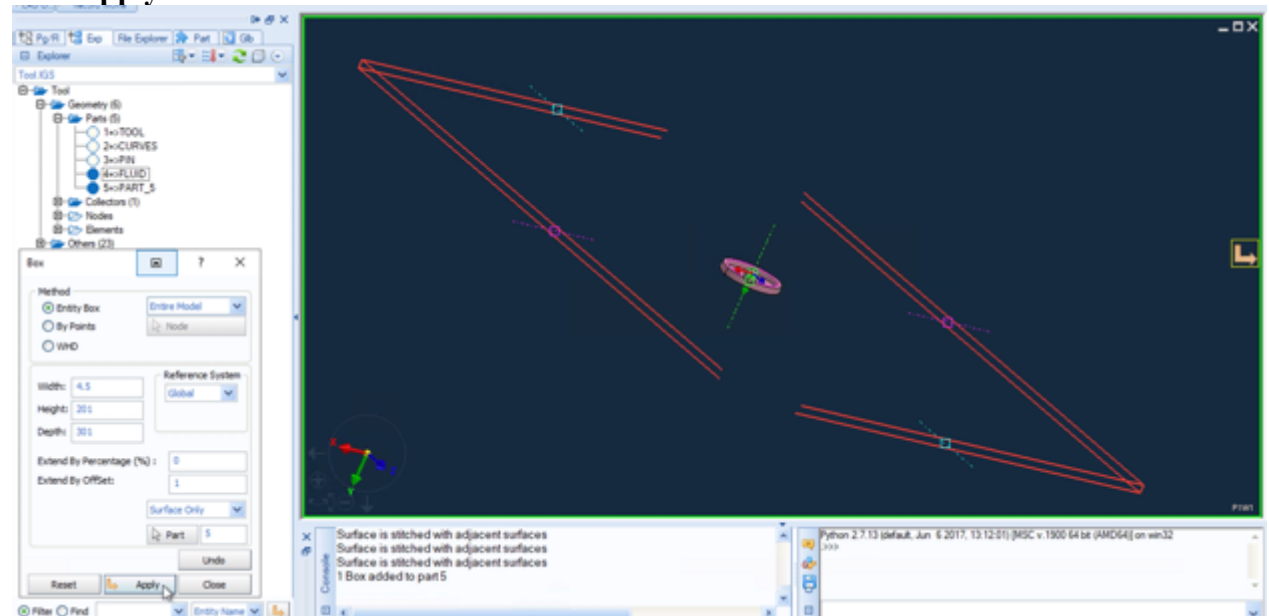 Pg/R Exp File Explorer Part Glb
Explorer
Tool.IGS
Tool
Geometry (6)
Parts (5)
1<>TOOL
2<>CURVES
3<>PIN
4<>FLUID
5<>PART_5
Collectors (1)
Nodes
Elements
Others (23)
Box ? ×
Method
Entity Box Entire Model
By Points Node
WHD
Reference System
Width: 4.5 Global
Height: 201
Depth: 301
Extend By Percentage (%) : 0
Extend By OffSet: 1
Surface Only
Part 5
Undo
Reset Apply Close
Filter Find Entity Name
X
Y
P1W1
Console
Surface is stitched with adjacent surfaces
Surface is stitched with adjacent surfaces
Surface is stitched with adjacent surfaces
1 Box added to part 5
Python 2.7.13 (default, Jun 6 2017, 13:12:01) [MSC v.1900 64 bit (AMD64)] on win32
>>>